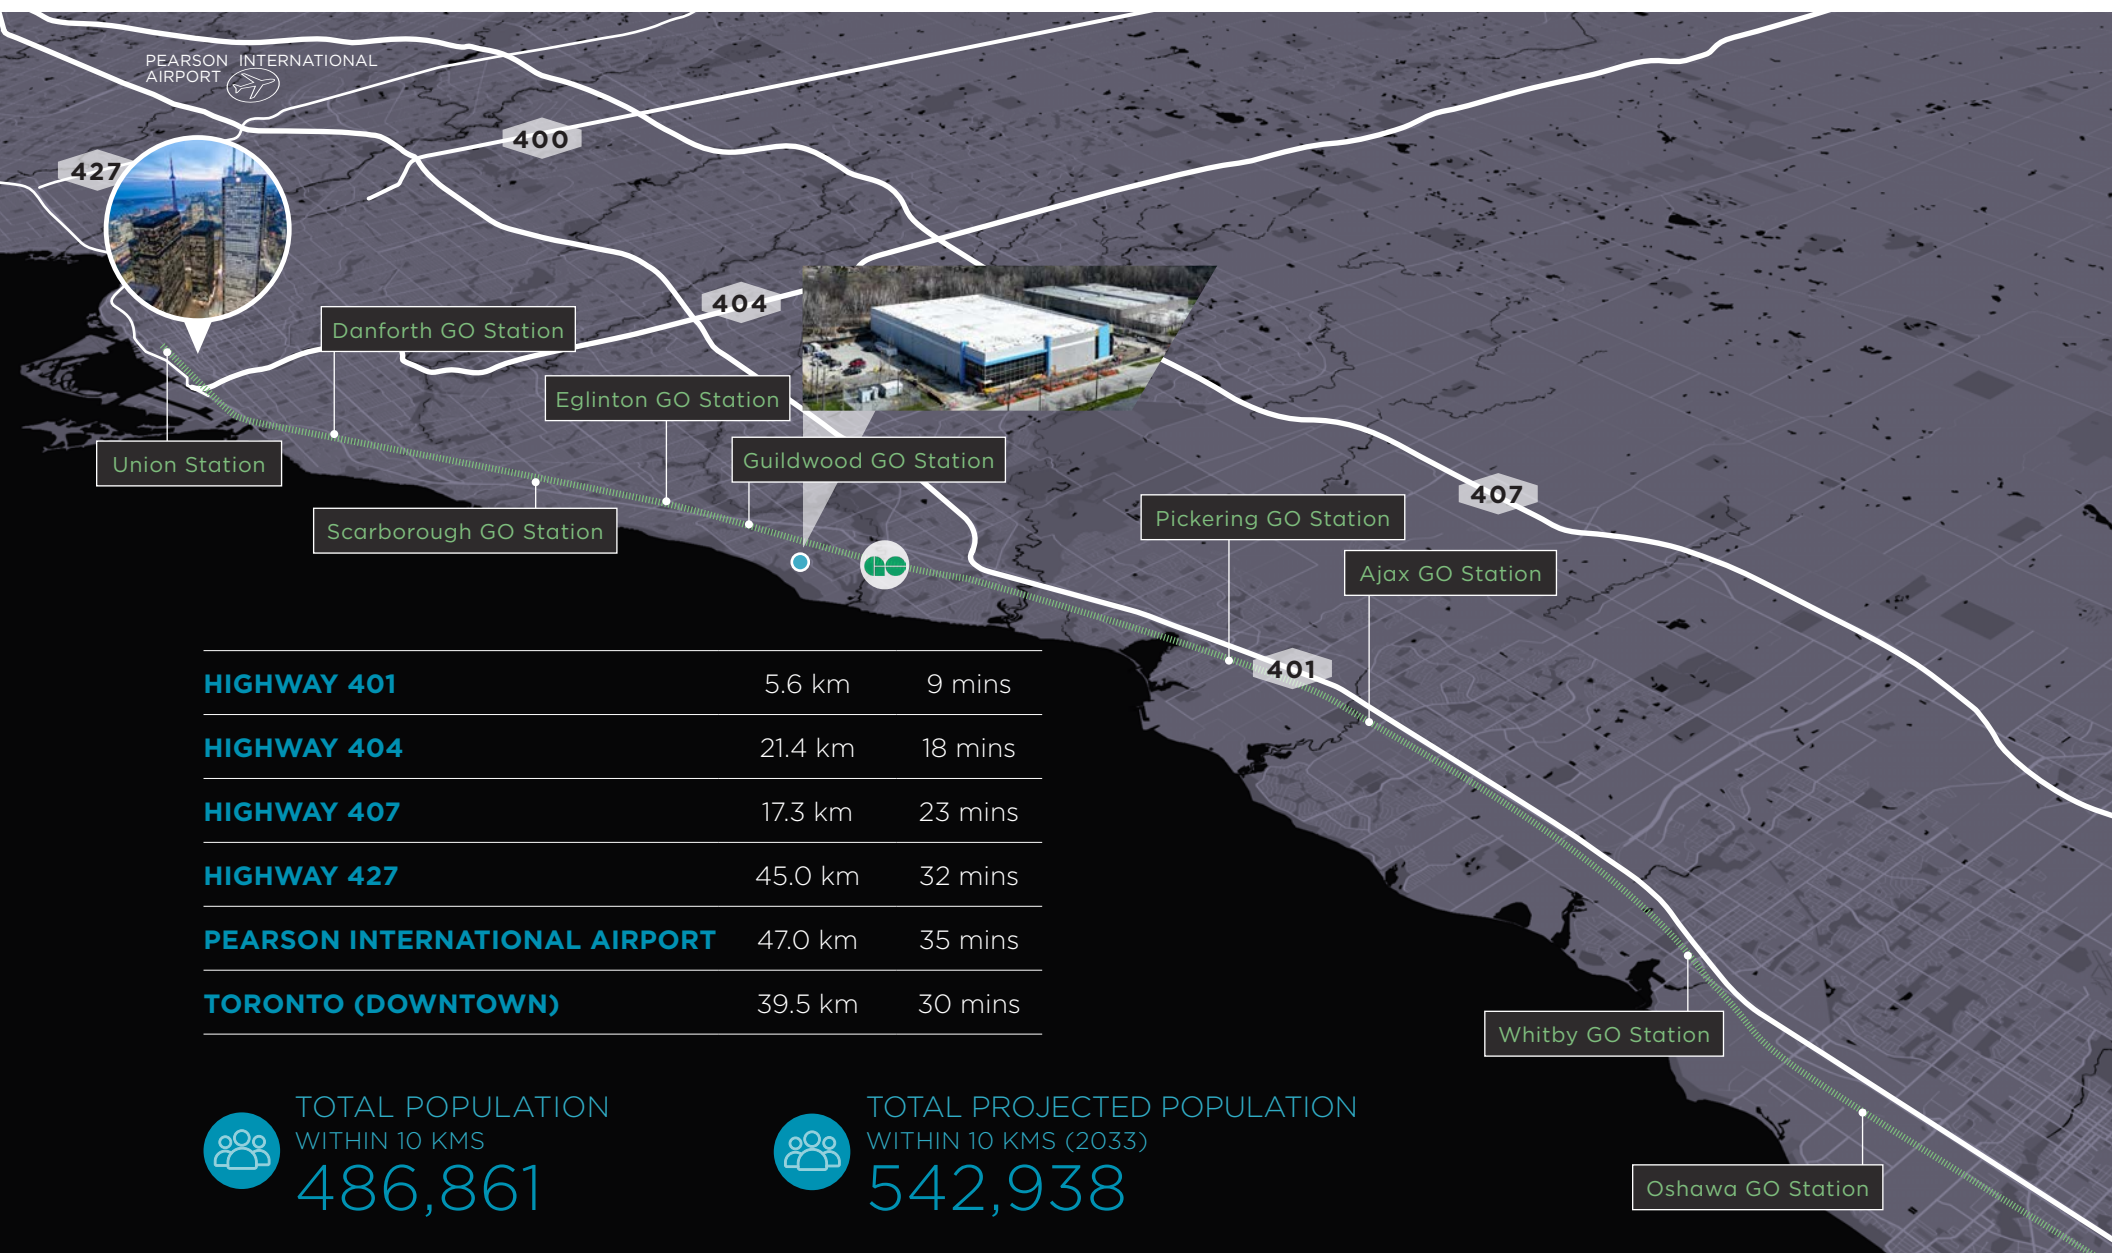 PEARSON INTERNATIONAL
AIRPORT
400
427
404
Danforth GO Station
Eglinton GO Station
Union Station
Guildwood GO Station
Scarborough GO Station
407
Pickering GO Station
GO
Ajax GO Station
401
HIGHWAY 401 5.6 km 9 mins
HIGHWAY 404 21.4 km 18 mins
HIGHWAY 407 17.3 km 23 mins
HIGHWAY 427 45.0 km 32 mins
PEARSON INTERNATIONAL AIRPORT 47.0 km 35 mins
TORONTO (DOWNTOWN) 39.5 km 30 mins
Whitby GO Station
Oshawa GO Station
TOTAL POPULATION
WITHIN 10 KMS
486,861
TOTAL PROJECTED POPULATION
WITHIN 10 KMS (2033)
542,938